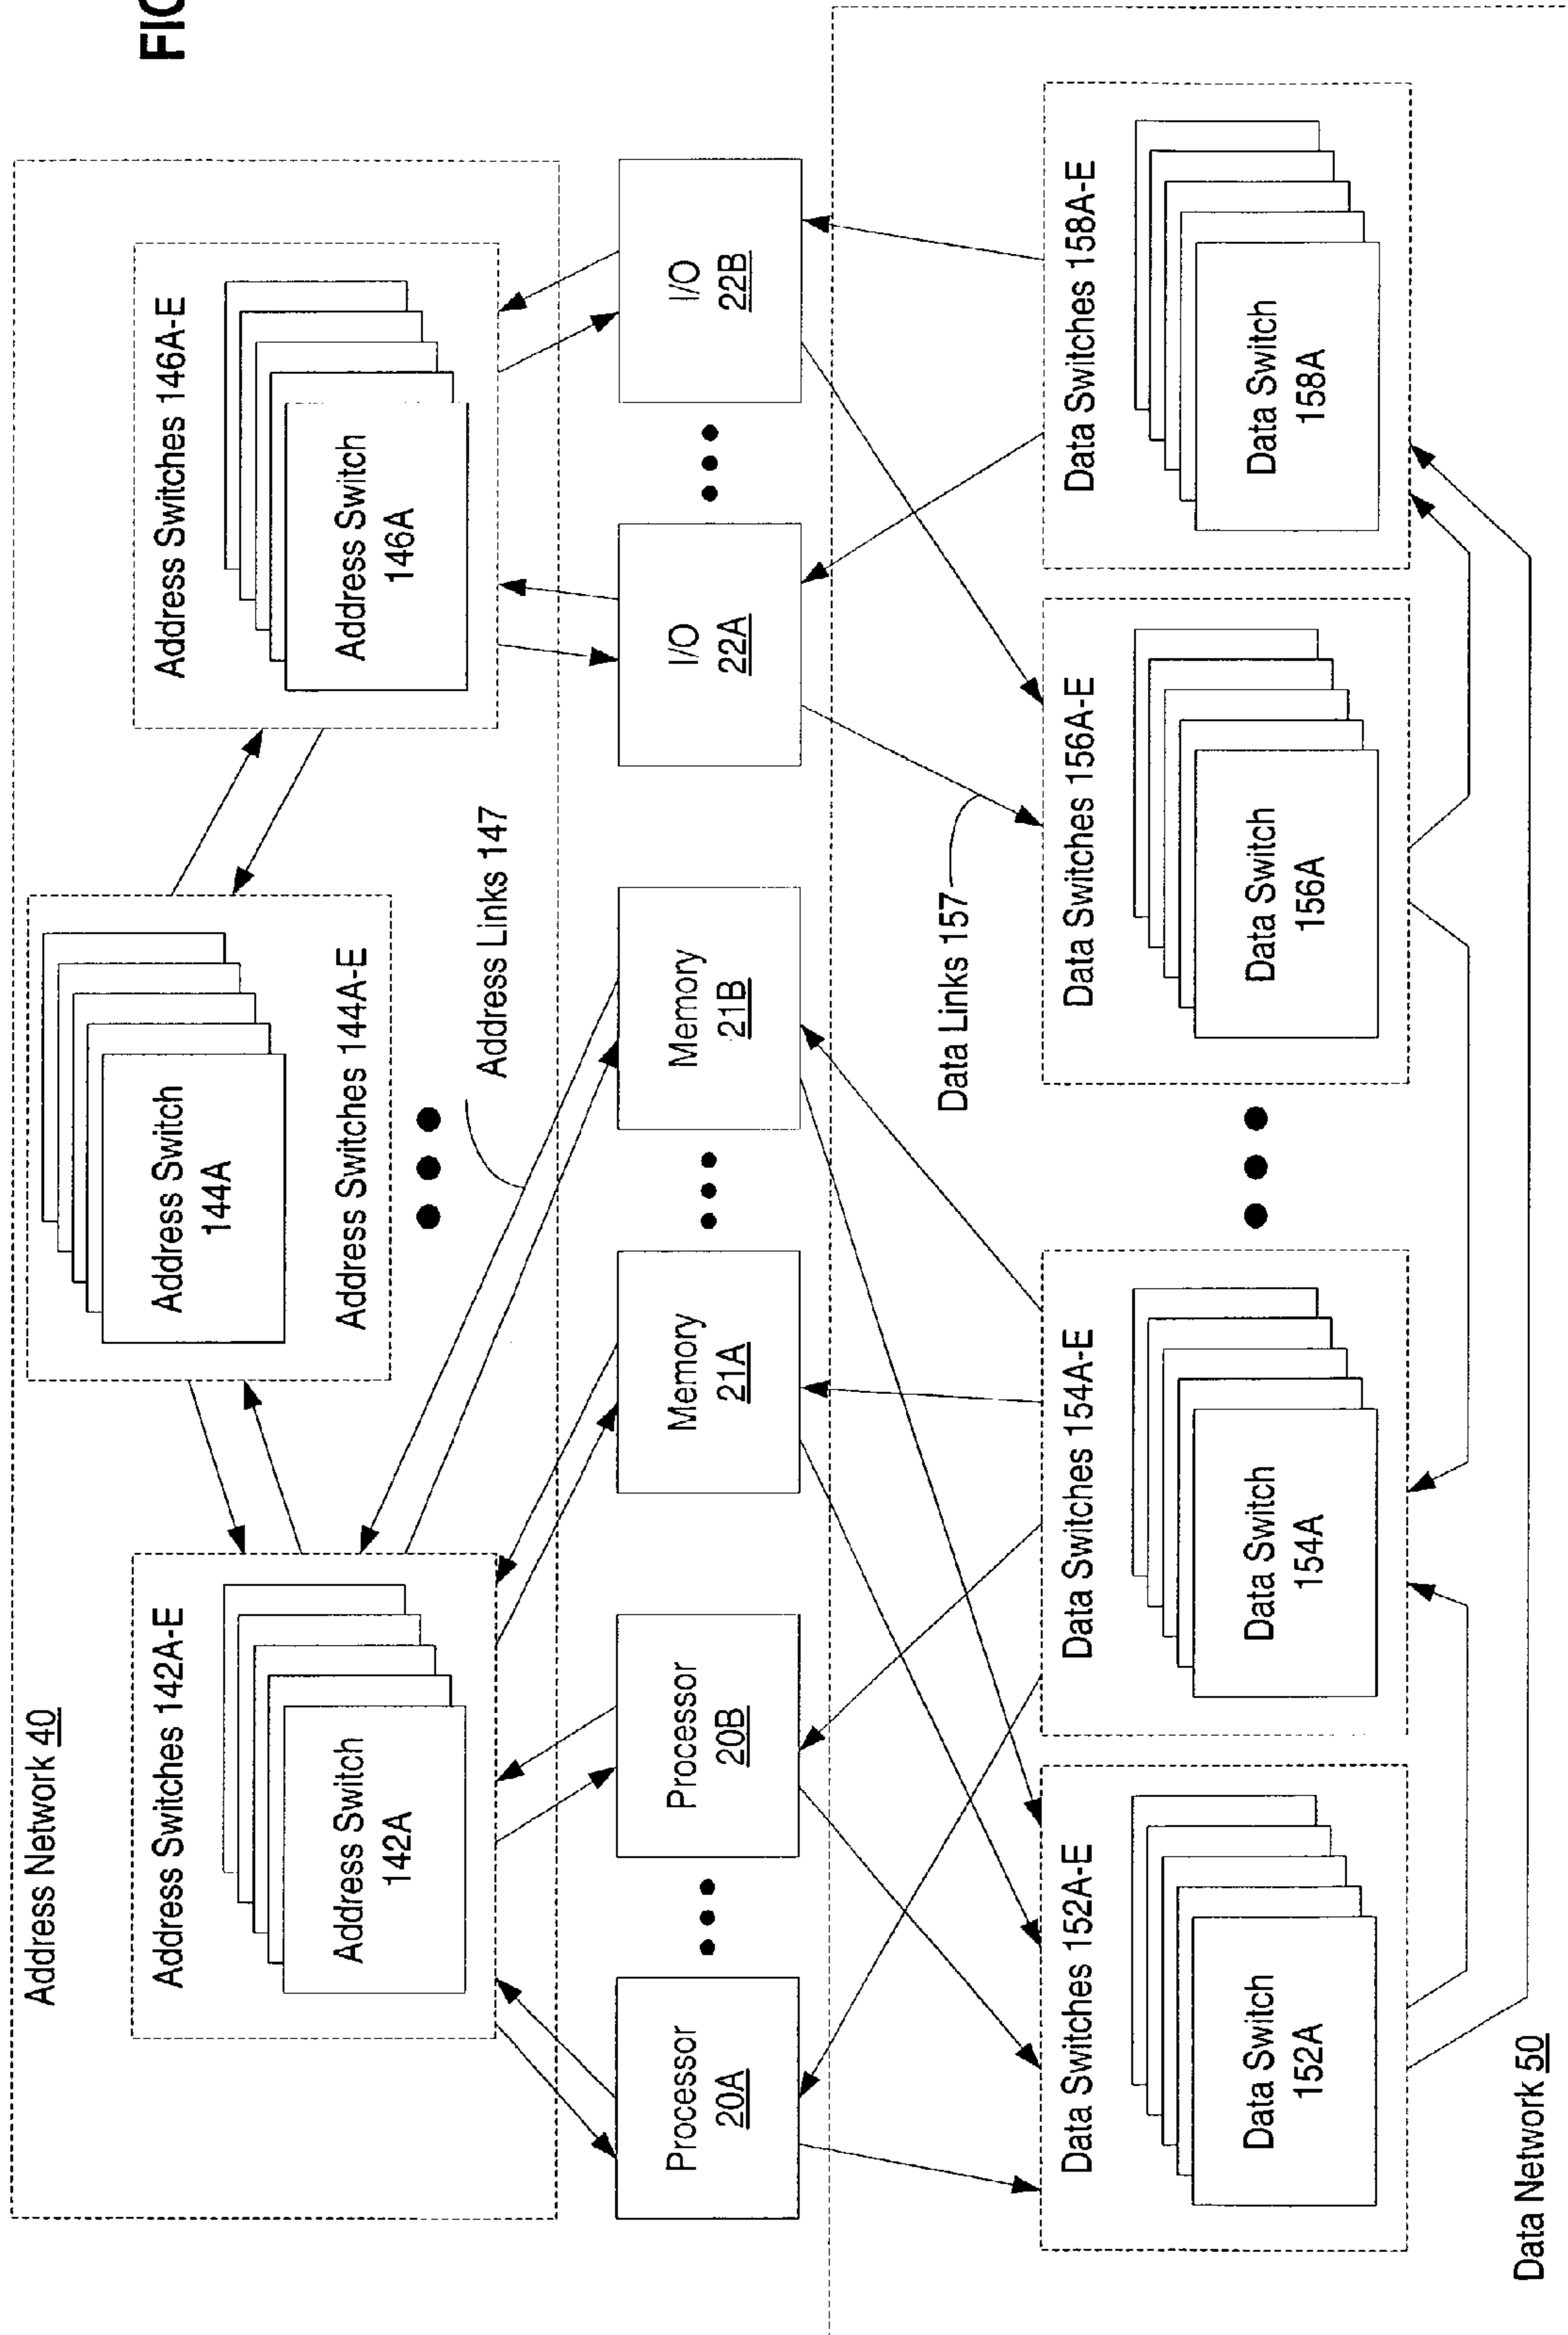 FIG
Address Network 40
Address Switches 142A-E
Address Switch
142A
Address Switch
144A
Address Switches 144A-E
Address Switches 146A-E
Address Switch
146A
Address Links 147
Processor
20A
Processor
20B
Memory
21A
Memory
21B
I/O
22A
I/O
22B
Data Links 157
Data Switches 152A-E
Data Switch
152A
Data Switches 154A-E
Data Switch
154A
Data Switches 156A-E
Data Switch
156A
Data Switches 158A-E
Data Switch
158A
Data Network 50